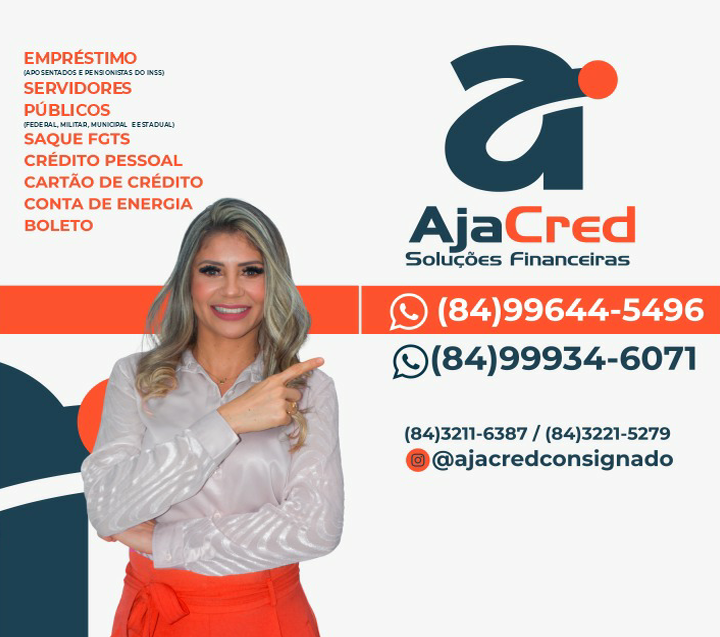 EMPRÉSTIMO
(APOSENTADOS E PENSIONISTAS DO INSS)
SERVIDORES
PÚBLICOS
(FEDERAL, MILITAR, MUNICIPAL E ESTADUAL)
SAQUE FGTS
CRÉDITO PESSOAL
CARTÃO DE CRÉDITO
CONTA DE ENERGIA
BOLETO
AjaCred
Soluções Financeiras
(84)99644-5496
(84)99934-6071
(84)3211-6387 / (84)3221-5279
@ajacredconsignado